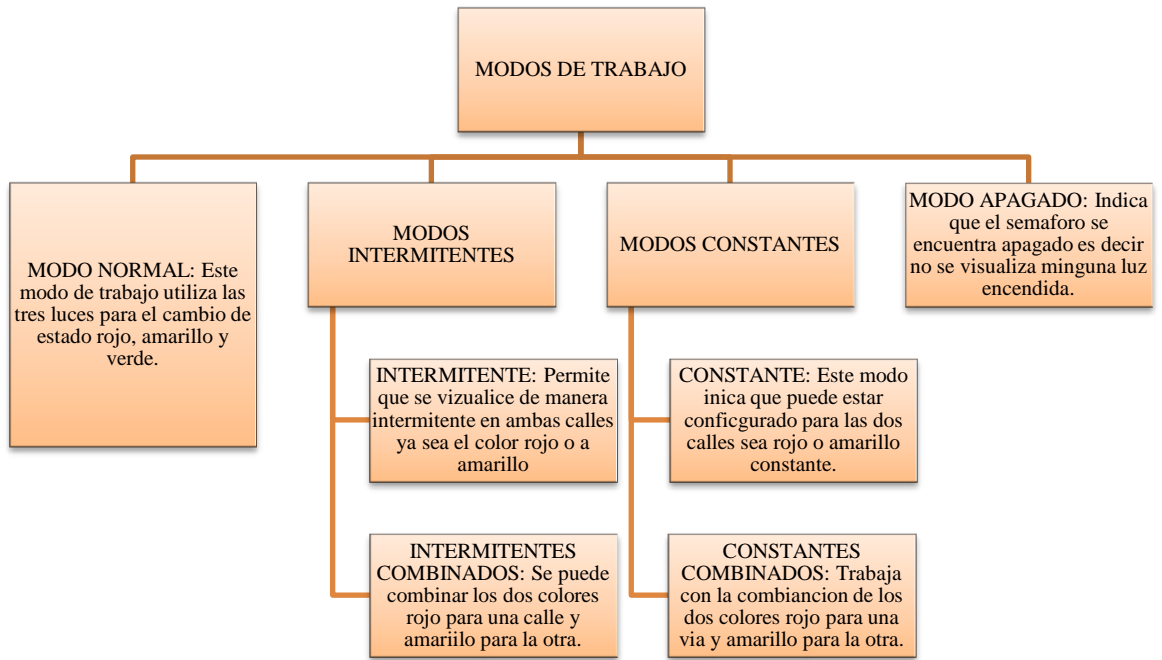 MODOS DE TRABAJO
MODO NORMAL: Este
modo de trabajo utiliza las
tres luces para el cambio de
estado rojo, amarillo y
verde.
MODOS
INTERMITENTES
INTERMITENTE: Permite
que se vizualice de manera
intermitente en ambas calles
ya sea el color rojo o a
amarillo
INTERMITENTES
COMBINADOS: Se puede
combinar los dos colores
rojo para una calle y
amariilo para la otra.
MODOS CONSTANTES
CONSTANTE: Este modo
inica que puede estar
conficgurado para las dos
calles sea rojo o amarillo
constante.
CONSTANTES
COMBINADOS: Trabaja
con la combiancion de los
dos colores rojo para una
via y amarillo para la otra.
MODO APAGADO: Indica
que el semaforo se
encuentra apagado es decir
no se visualiza minguna luz
encendida.